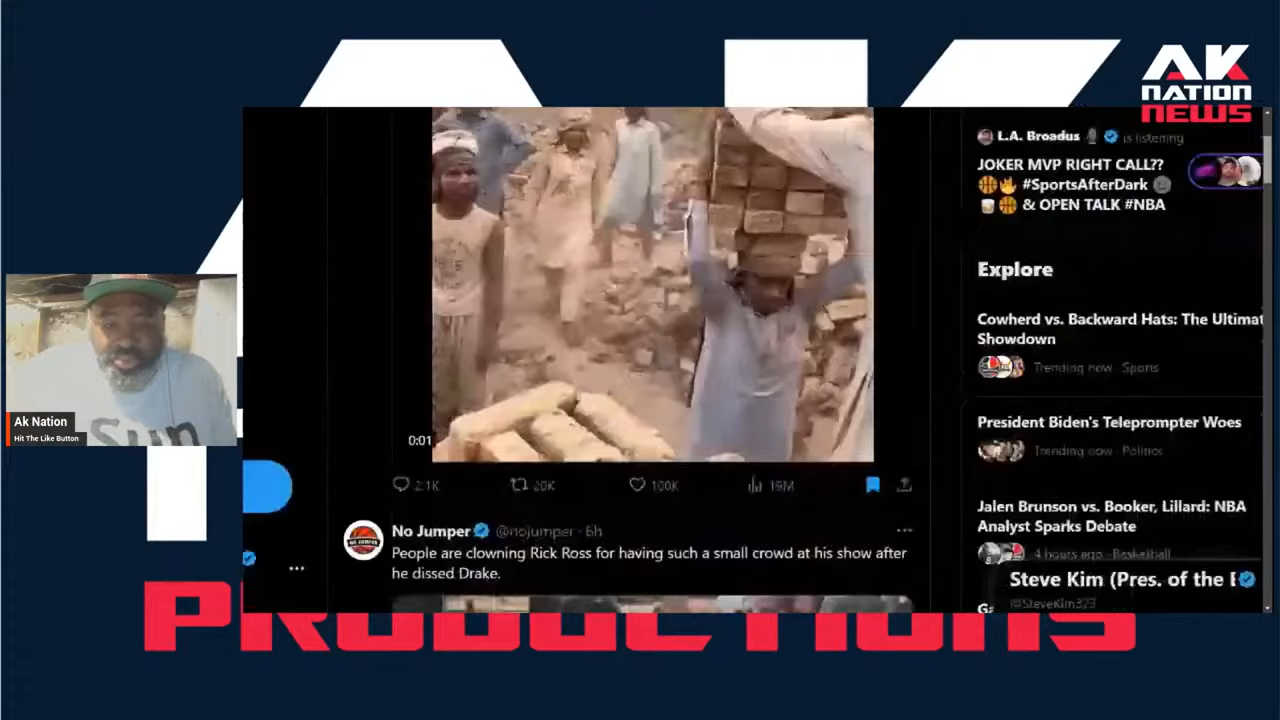 AK
NATION
NEWS
L.A. Broadus is listening
JOKER MVP RIGHT CALL??
#SportsAfterDark
& OPEN TALK #NBA
Explore
Cowherd vs. Backward Hats: The Ultimat
Showdown
Trending now · Sports
President Biden's Teleprompter Woes
Trending now · Politics
Jalen Brunson vs. Booker, Lillard: NBA
Analyst Sparks Debate
4 hours ago · Basketball
Steve Kim (Pres. of the
@SteveKim323
Ak Nation
Hit The Like Button
Sun
0:01
2.1K 20K 100K 19M
No Jumper @nojumper · 6h
People are clowning Rick Ross for having such a small crowd at his show after
he dissed Drake.
PRODUCTIONS